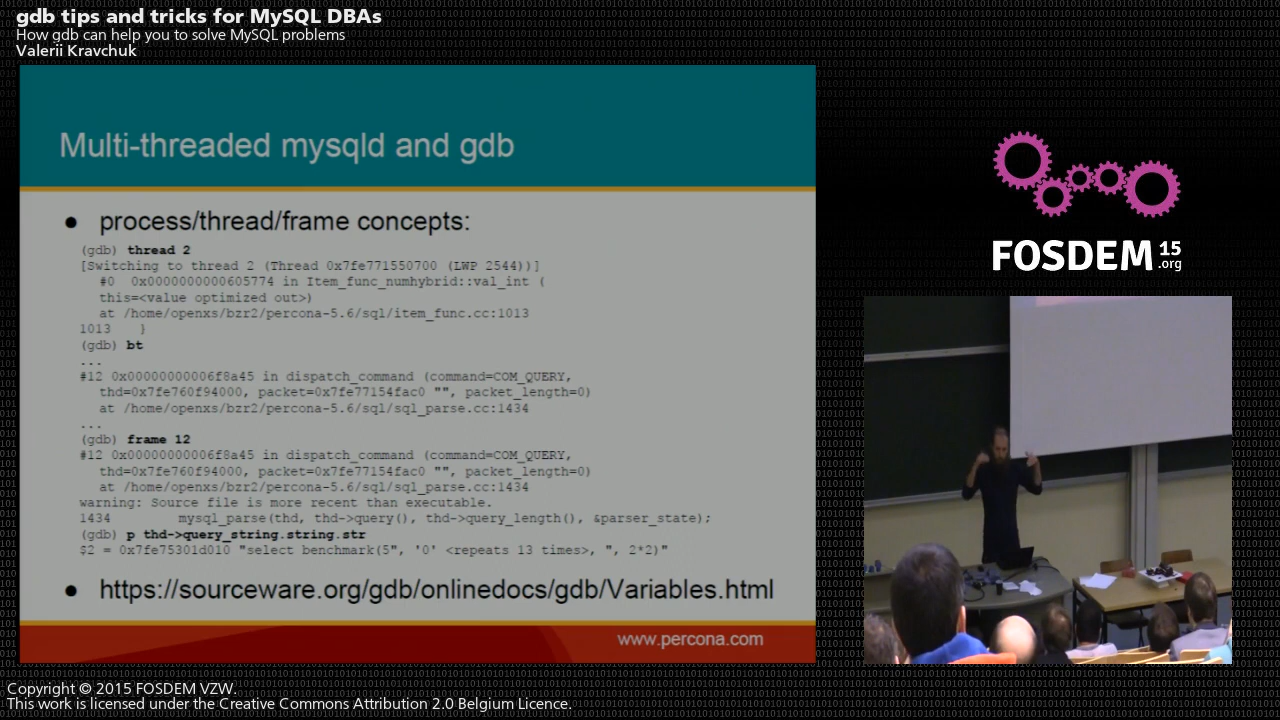 gdb tips and tricks for MySQL DBAs
How gdb can help you to solve MySQL problems
Valerii Kravchuk
Multi-threaded mysqld and gdb
● process/thread/frame concepts:
(gdb) thread 2
[Switching to thread 2 (Thread 0x7fe771550700 (LWP 2544))]
#0 0x0000000000605774 in Item_func_numhybrid::val_int (
this=<value optimized out>)
at /home/openxs/bzr2/percona-5.6/sql/item_func.cc:1013
1013 }
(gdb) bt
...
#12 0x00000000006f8a45 in dispatch_command (command=COM_QUERY,
thd=0x7fe760f94000, packet=0x7fe77154fac0 "", packet_length=0)
at /home/openxs/bzr2/percona-5.6/sql/sql_parse.cc:1434
...
(gdb) frame 12
#12 0x00000000006f8a45 in dispatch_command (command=COM_QUERY,
thd=0x7fe760f94000, packet=0x7fe77154fac0 "", packet_length=0)
at /home/openxs/bzr2/percona-5.6/sql/sql_parse.cc:1434
warning: Source file is more recent than executable.
1434 mysql_parse(thd, thd->query(), thd->query_length(), &parser_state);
(gdb) p thd->query_string.string.str
$2 = 0x7fe75301d010 "select benchmark(5", '0' <repeats 13 times>, ", 2*2)"
● https://sourceware.org/gdb/onlinedocs/gdb/Variables.html
www.percona.com
FOSDEM 15
.org
Copyright © 2015 FOSDEM VZW.
This work is licensed under the Creative Commons Attribution 2.0 Belgium Licence.